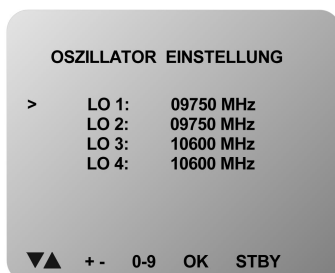 OSZILLATOR EINSTELLUNG
> LO 1: 09750 MHz
LO 2: 09750 MHz
LO 3: 10600 MHz
LO 4: 10600 MHz
▼▲ + - 0-9 OK STBY